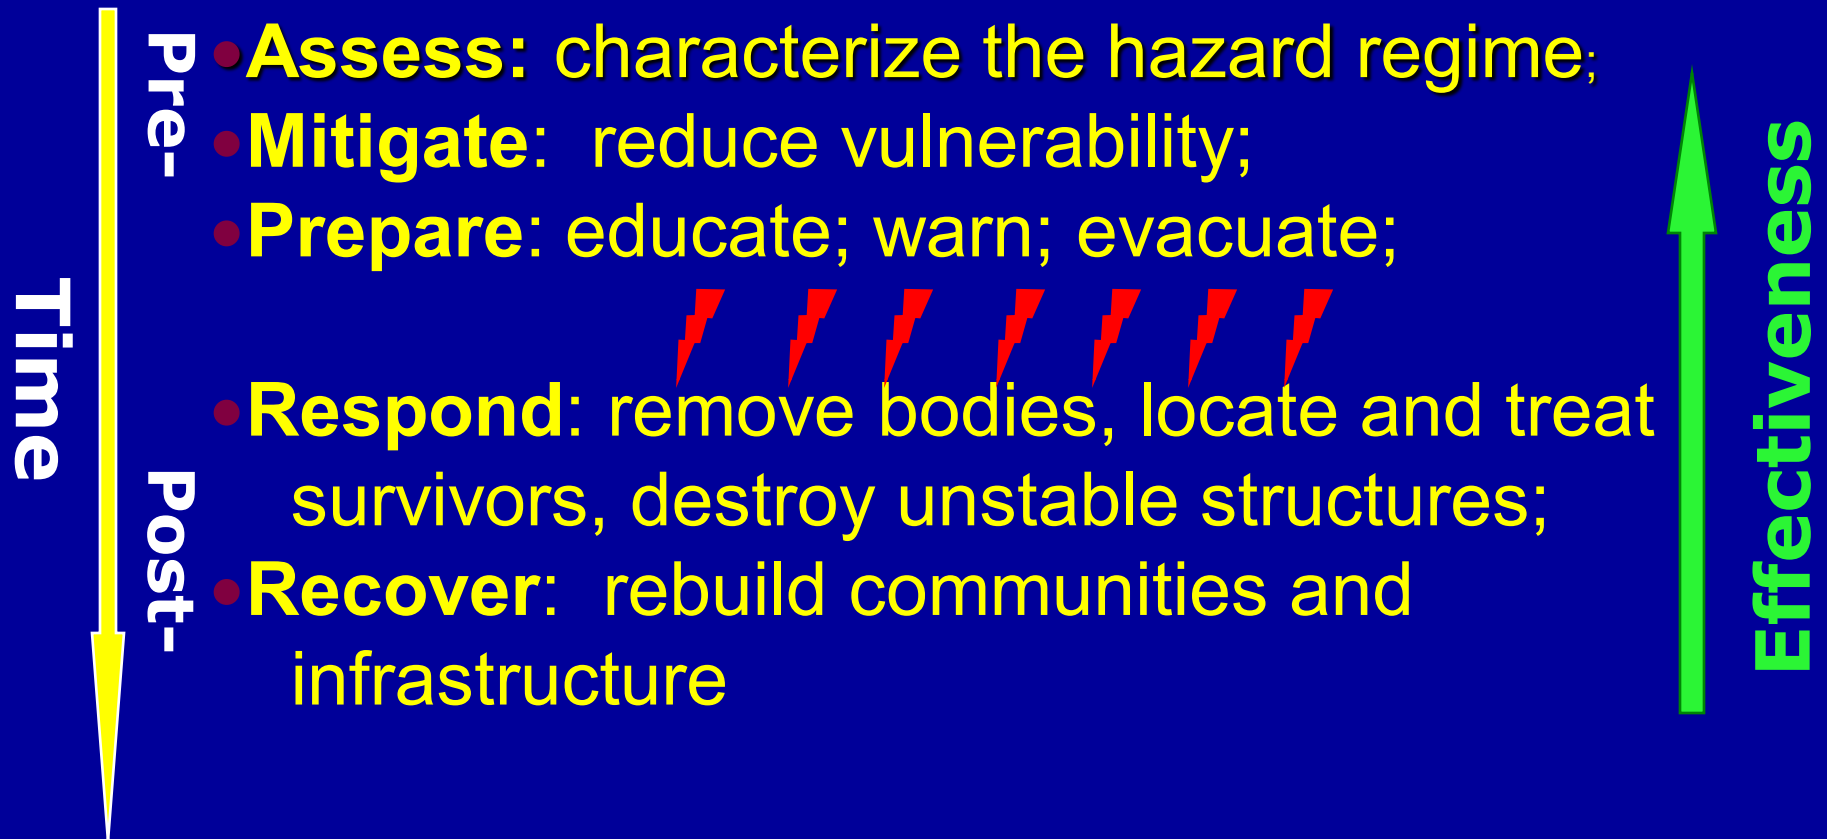 Time
Pre-
•Assess: characterize the hazard regime;
•Mitigate: reduce vulnerability;
•Prepare: educate; warn; evacuate;
Post-
•Respond: remove bodies, locate and treat
survivors, destroy unstable structures;
•Recover: rebuild communities and
infrastructure
Effectiveness